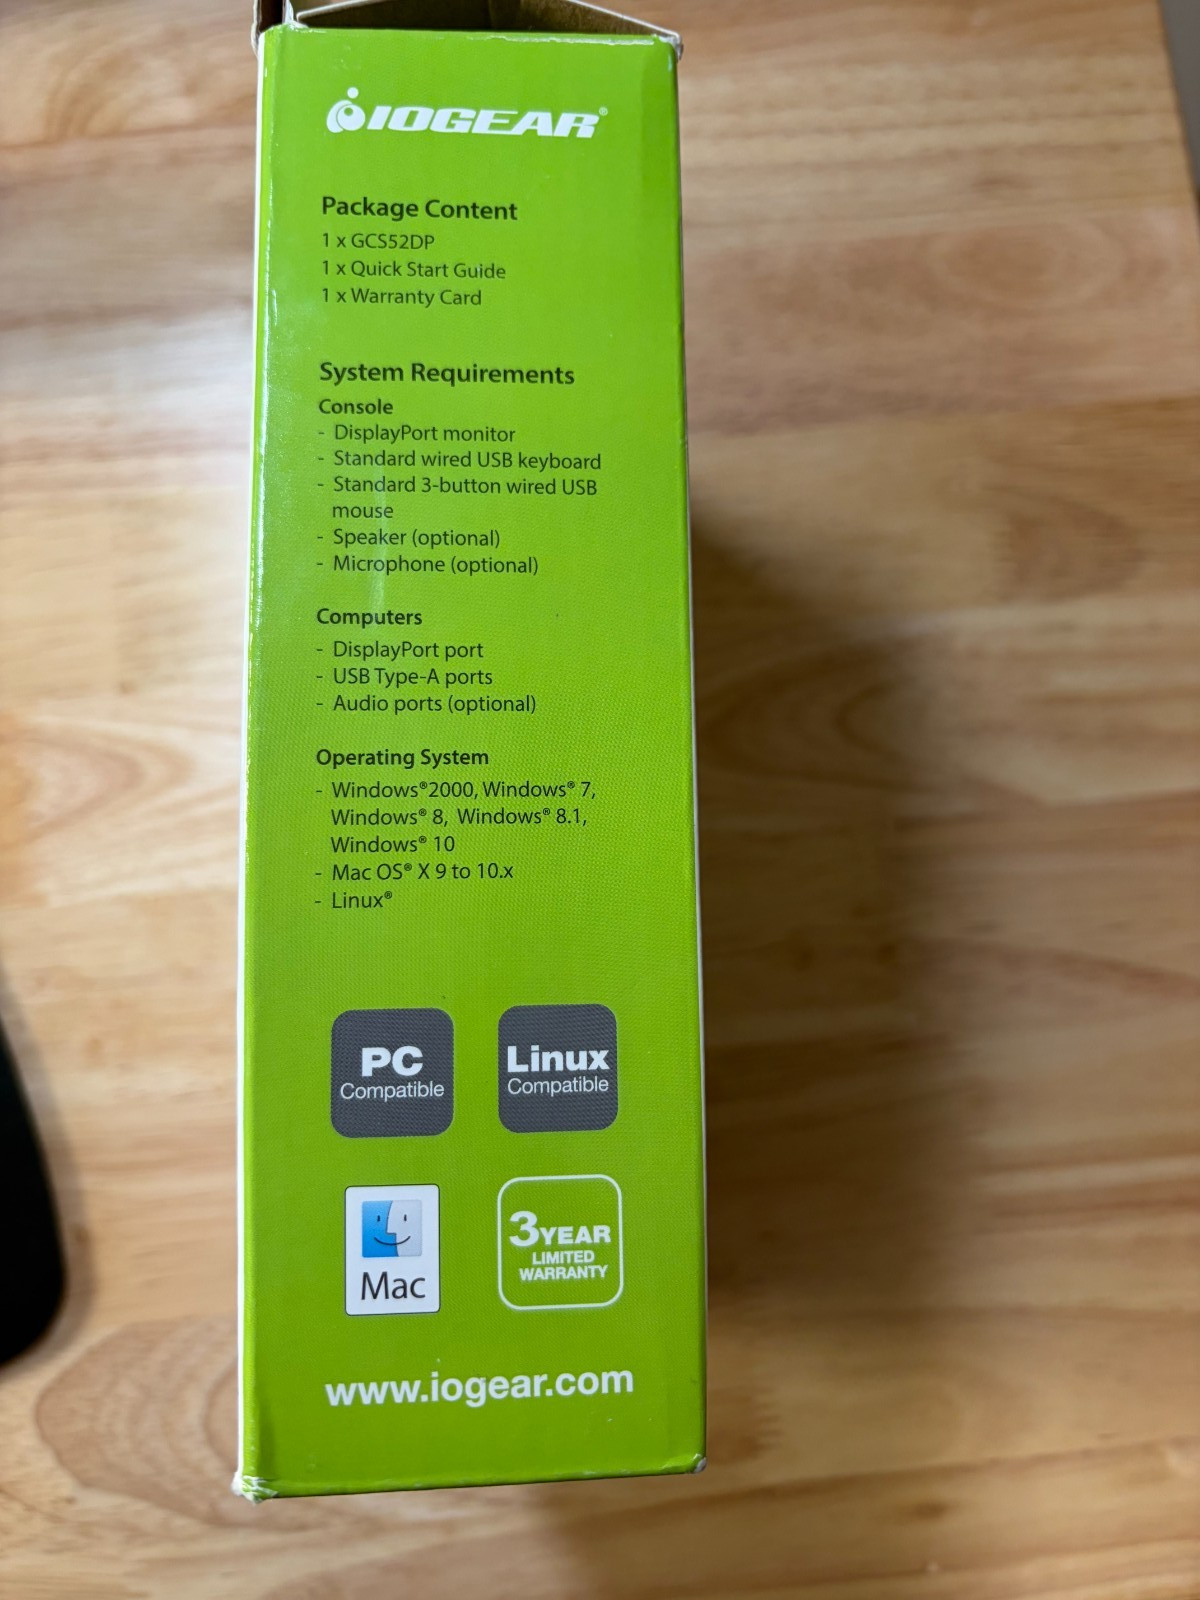 IOGEAR®
Package Content
1 x GCS52DP
1 x Quick Start Guide
1 x Warranty Card
System Requirements
Console
- DisplayPort monitor
- Standard wired USB keyboard
- Standard 3-button wired USB
mouse
- Speaker (optional)
- Microphone (optional)
Computers
- DisplayPort port
- USB Type-A ports
- Audio ports (optional)
Operating System
- Windows®2000, Windows® 7,
Windows® 8, Windows® 8.1,
Windows® 10
- Mac OS® X 9 to 10.x
- Linux®
PC
Compatible
Linux
Compatible
Mac
3 YEAR
LIMITED
WARRANTY
www.iogear.com